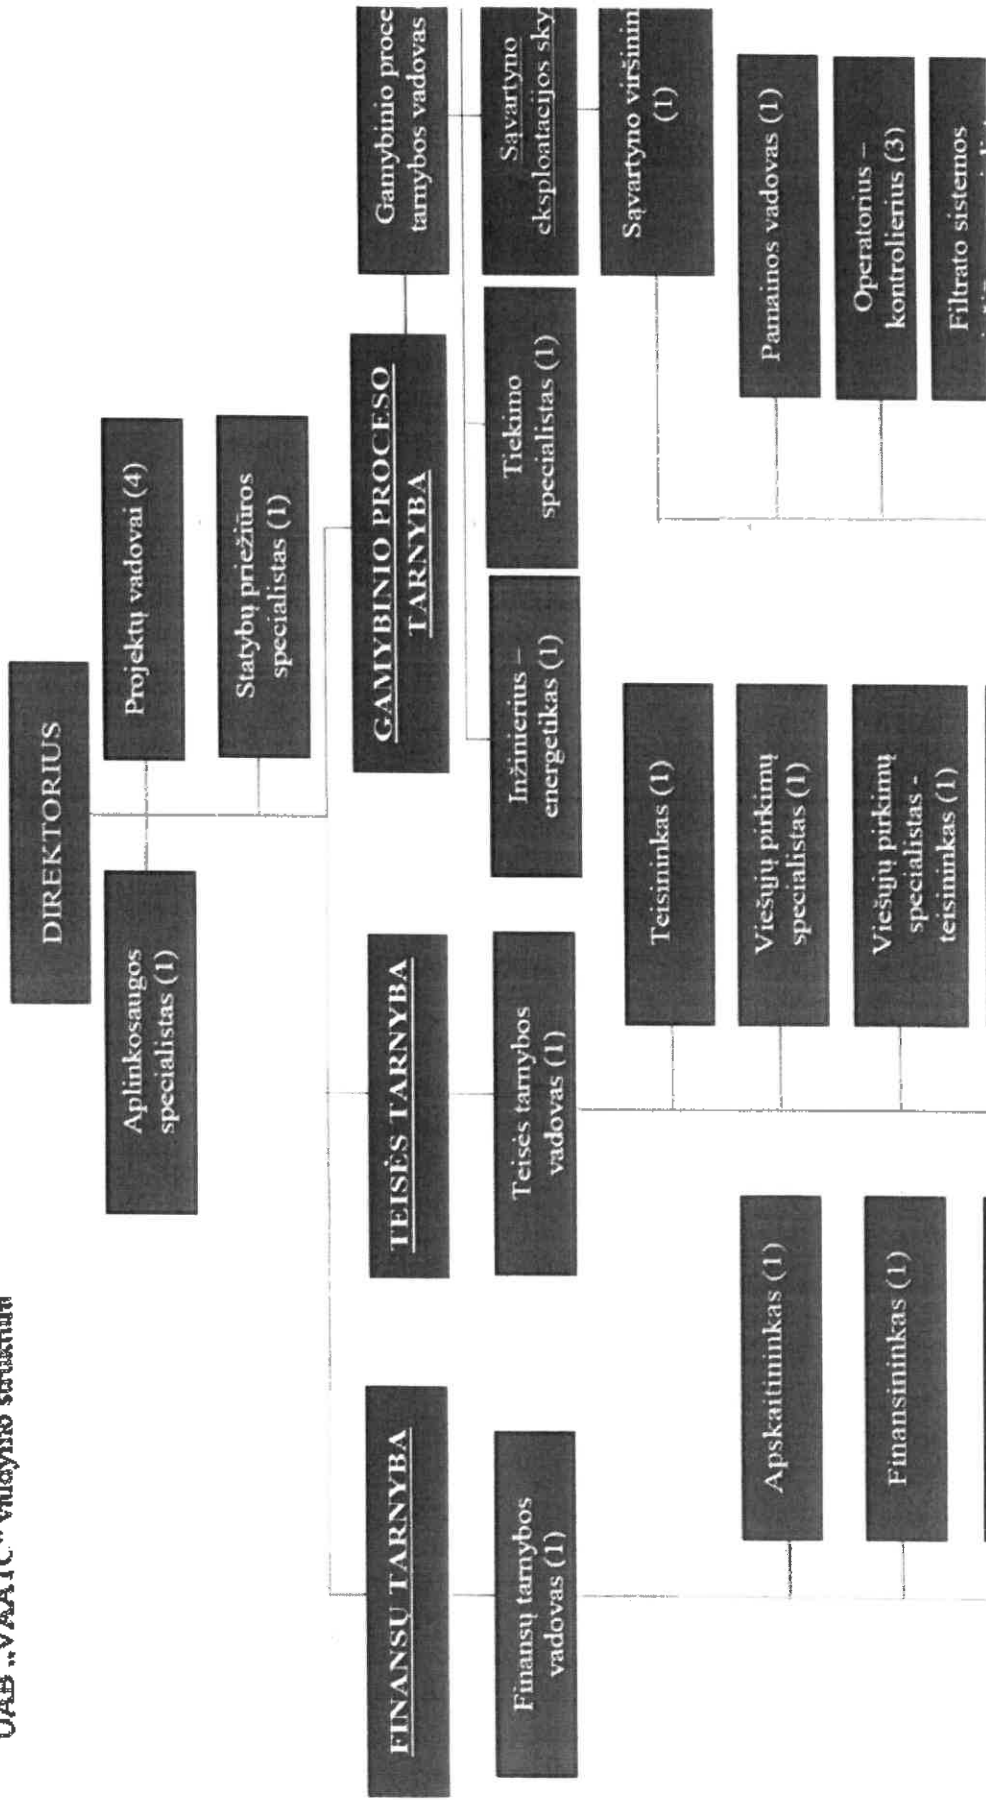 UAB „VAATC“ vidaus struktūra
DIREKTORIUS
Aplinkosaugos
specialistas (1)
Projektų vadovai (4)
Statybų priežiūros
specialistas (1)
FINANSŲ TARNYBA
TEISĖS TARNYBA
GAMYBINIO PROCESO
TARNYBA
Gamybinio proce
tarnybos vadovas
Finansų tarnybos
vadovas (1)
Teisės tarnybos
vadovas (1)
Inžinierius –
energetikas (1)
Tiekimo
specialistas (1)
Sąvartyno
eksploatacijos sky
Sąvartyno viršinin
(1)
Apskaitininkas (1)
Finansininkas (1)
Teisininkas (1)
Viešųjų pirkimų
specialistas (1)
Viešųjų pirkimų
specialistas -
teisininkas (1)
Pamainos vadovas (1)
Operatorius –
kontrolierius (3)
Filtrato sistemos